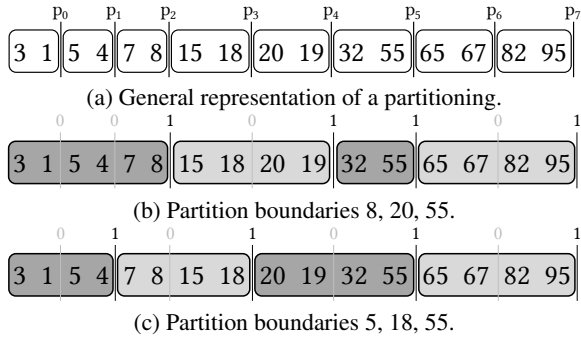 p₀ p₁ p₂ p₃ p₄ p₅ p₆ p₇
3 1 5 4 7 8 15 18 20 19 32 55 65 67 82 95
(a) General representation of a partitioning.
0 0 1 0 1 1 0 1
3 1 5 4 7 8 15 18 20 19 32 55 65 67 82 95
(b) Partition boundaries 8, 20, 55.
0 1 0 1 0 1 0 1
3 1 5 4 7 8 15 18 20 19 32 55 65 67 82 95
(c) Partition boundaries 5, 18, 55.